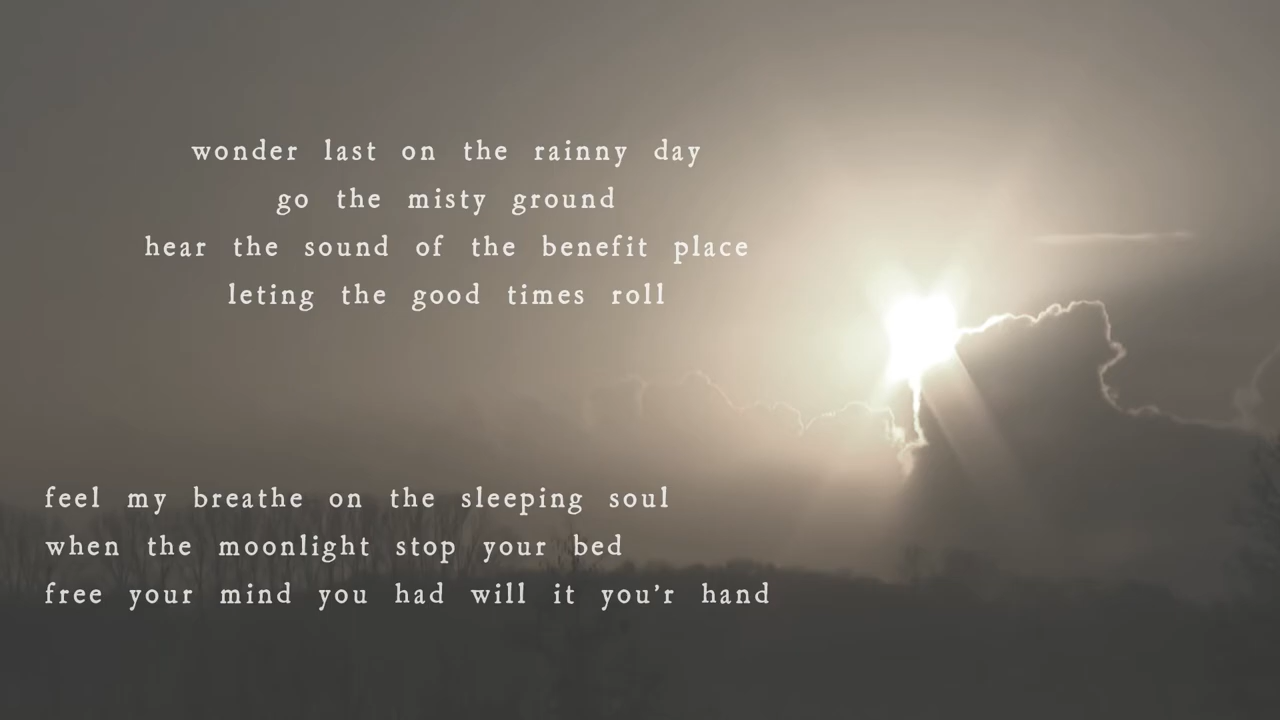 wonder last on the rainny day
go the misty ground
hear the sound of the benefit place
leting the good times roll
feel my breathe on the sleeping soul
when the moonlight stop your bed
free your mind you had will it you'r hand